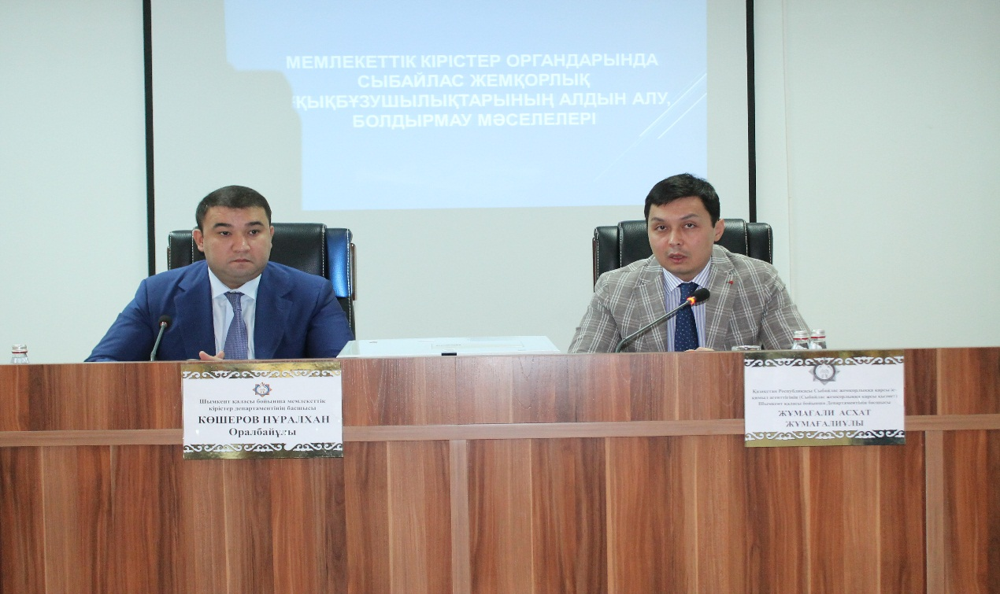 МЕМЛЕКЕТТІК КІРІСТЕР ОРГАНДАРЫНДА
СЫБАЙЛАС ЖЕМҚОРЛЫҚ
ҚЫҚБҰЗУШЫЛЫҚТАРЫНЫҢ АЛДЫН АЛУ,
БОЛДЫРМАУ МӘСЕЛЕЛЕРІ
Шымкент қаласы бойынша мемлекеттік
кірістер департаментінің басшысы
КӨШЕРОВ НҰРАЛХАН
Оралбайұлы
Қазақстан Республикасы Сыбайлас жемқорлыққа қарсы іс-
қимыл агенттігінің (Сыбайлас жемқорлыққа қарсы қызмет)
Шымкент қаласы бойынша Департаментінің басшысы
ЖҰМАҒАЛИ АСХАТ
ЖҰМАҒАЛИҰЛЫ